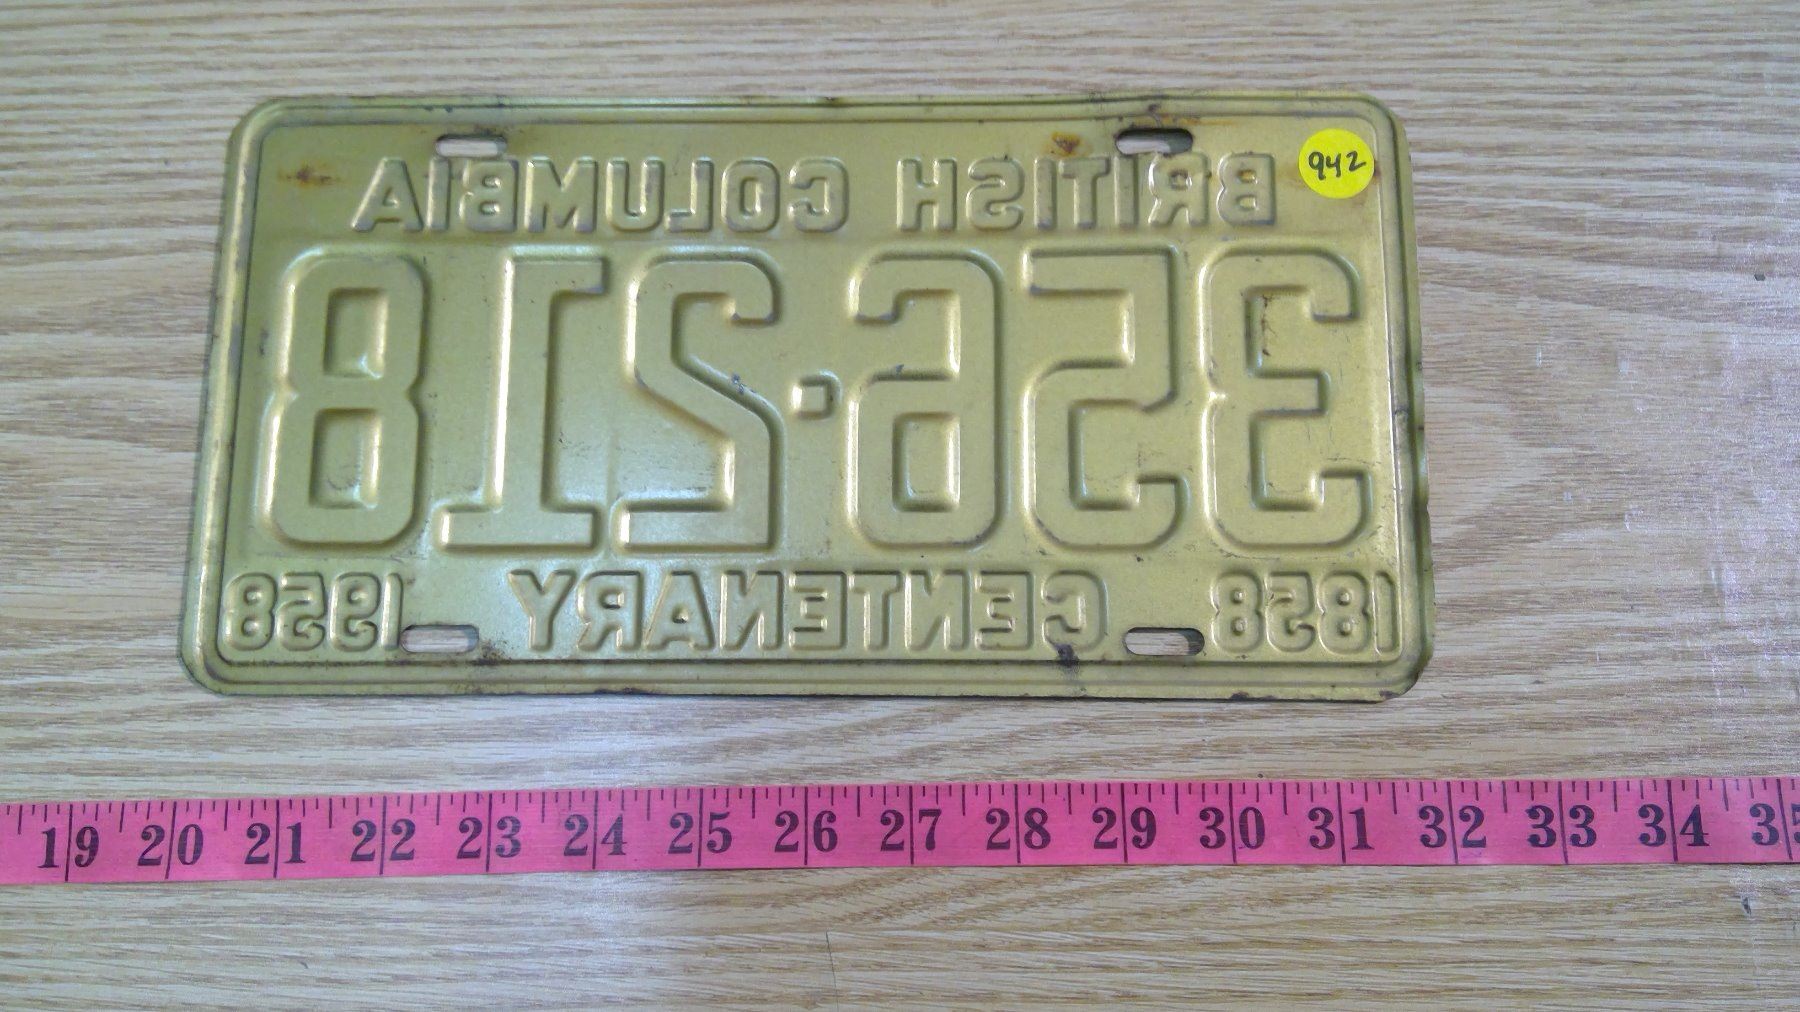 BRITISH COLUMBIA
942
356-218
1858 CENTENARY 1958
19 20 21 22 23 24 25 26 27 28 29 30 31 32 33 34 35